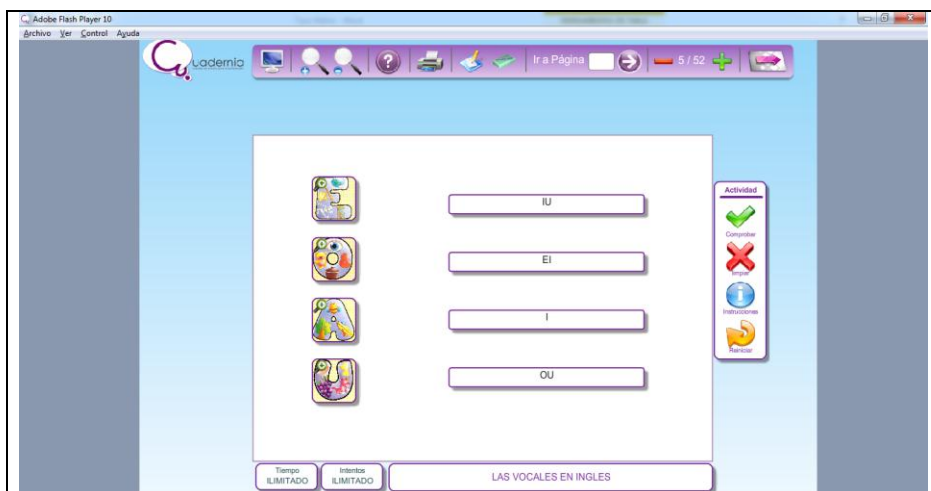 Adobe Flash Player 10
Archivo Ver Control Ayuda
Cuadernia
Ir a Página
5 / 52
E
IU
O
EI
A
I
U
OU
Actividad
Comprobar
limpiar
Instrucciones
Reiniciar
Tiempo
ILIMITADO
Intentos
ILIMITADO
LAS VOCALES EN INGLES